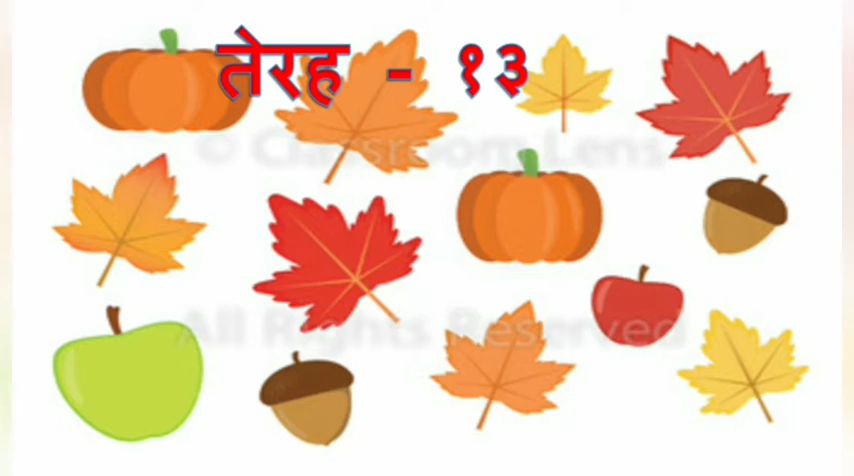 तेरह - १३
© Classroom Lens
All Rights Reserved